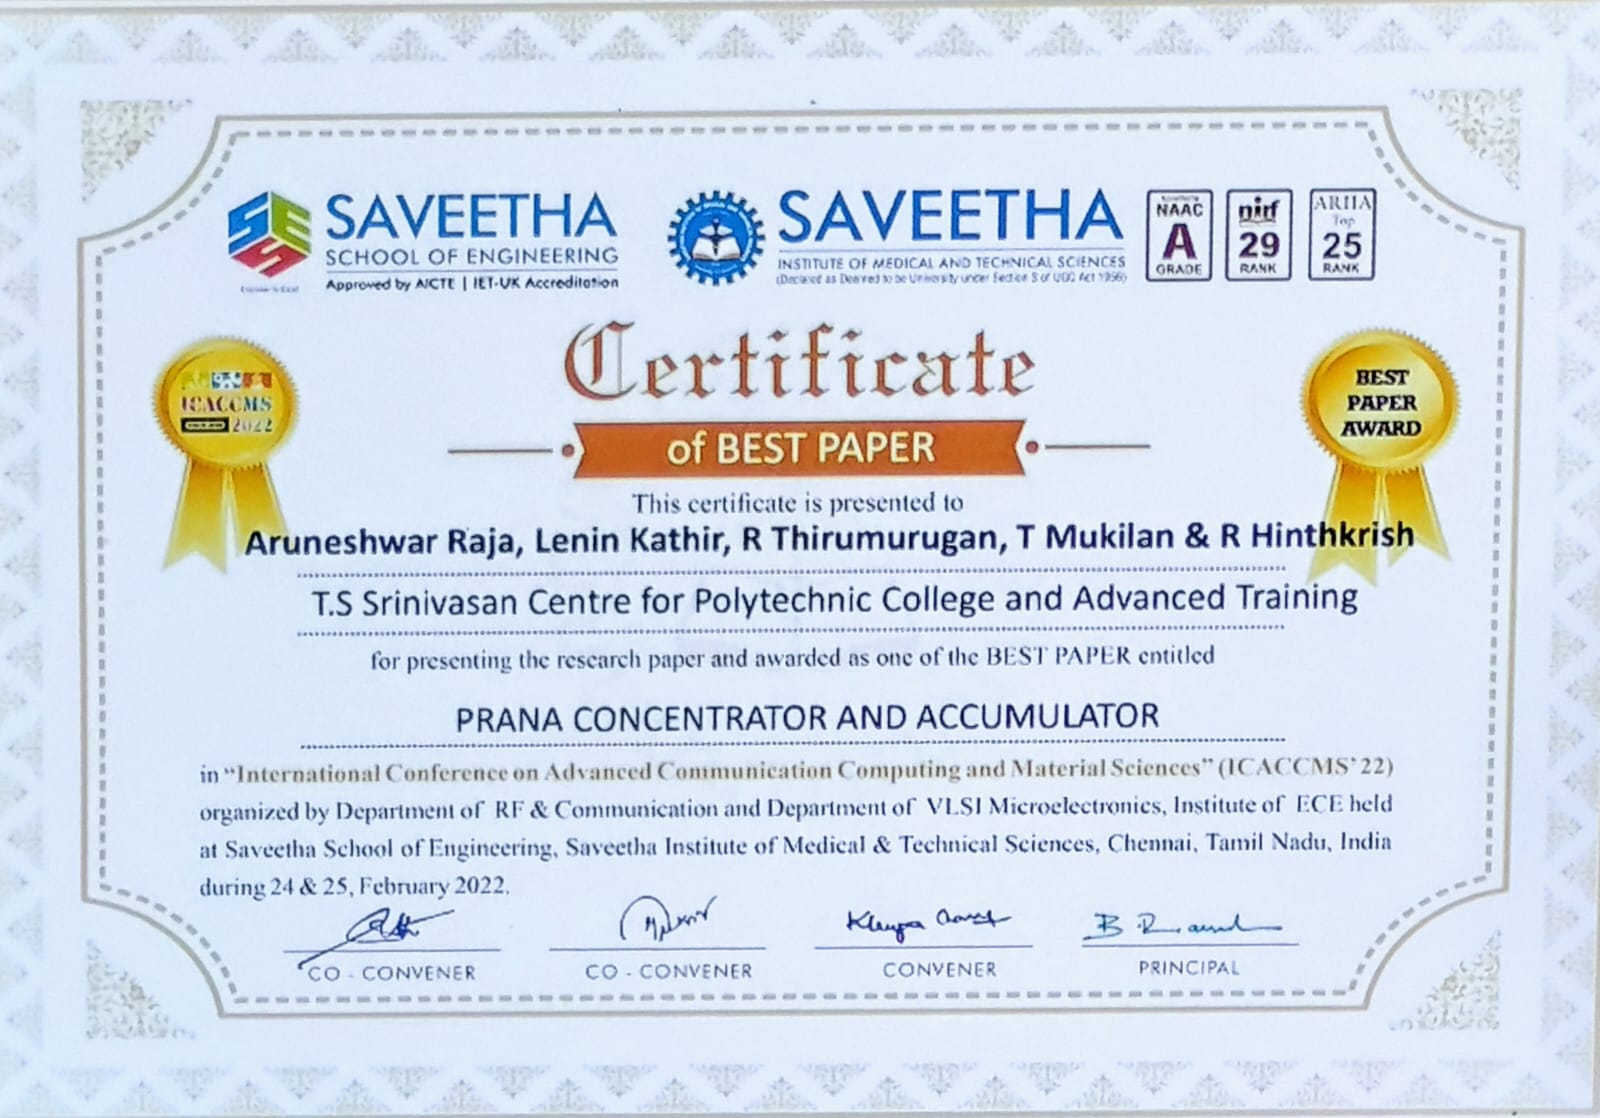 SAVEETHA
SCHOOL OF ENGINEERING
Approved by AICTE | IET-UK Accreditation
SAVEETHA
INSTITUTE OF MEDICAL AND TECHNICAL SCIENCES
(Declared as Deemed to be University under Section 3 of UGC Act 1956)
NAAC
A
GRADE
nirf
29
RANK
ARIIA
Top
25
RANK
ICACCMS
2022
BEST
PAPER
AWARD
Certificate
of BEST PAPER
This certificate is presented to
Aruneshwar Raja, Lenin Kathir, R Thirumurugan, T Mukilan & R Hinthkrish
T.S Srinivasan Centre for Polytechnic College and Advanced Training
for presenting the research paper and awarded as one of the BEST PAPER entitled
PRANA CONCENTRATOR AND ACCUMULATOR
in “International Conference on Advanced Communication Computing and Material Sciences” (ICACCMS’22)
organized by Department of RF & Communication and Department of VLSI Microelectronics, Institute of ECE held
at Saveetha School of Engineering, Saveetha Institute of Medical & Technical Sciences, Chennai, Tamil Nadu, India
during 24 & 25, February 2022.
CO - CONVENER
CO - CONVENER
CONVENER
PRINCIPAL